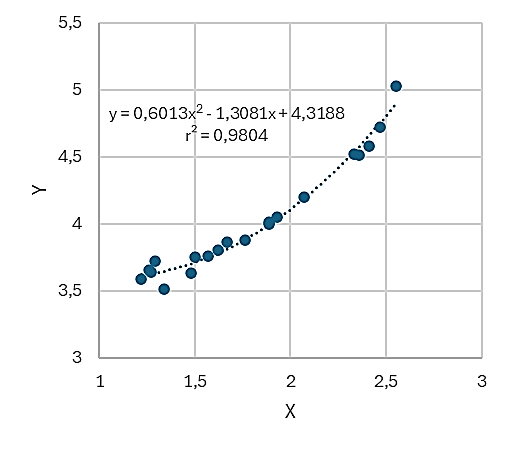 5,5
5
y = 0,6013x² - 1,3081x + 4,3188
r² = 0,9804
4,5
Y
4
3,5
3
1 1,5 2 2,5 3
X